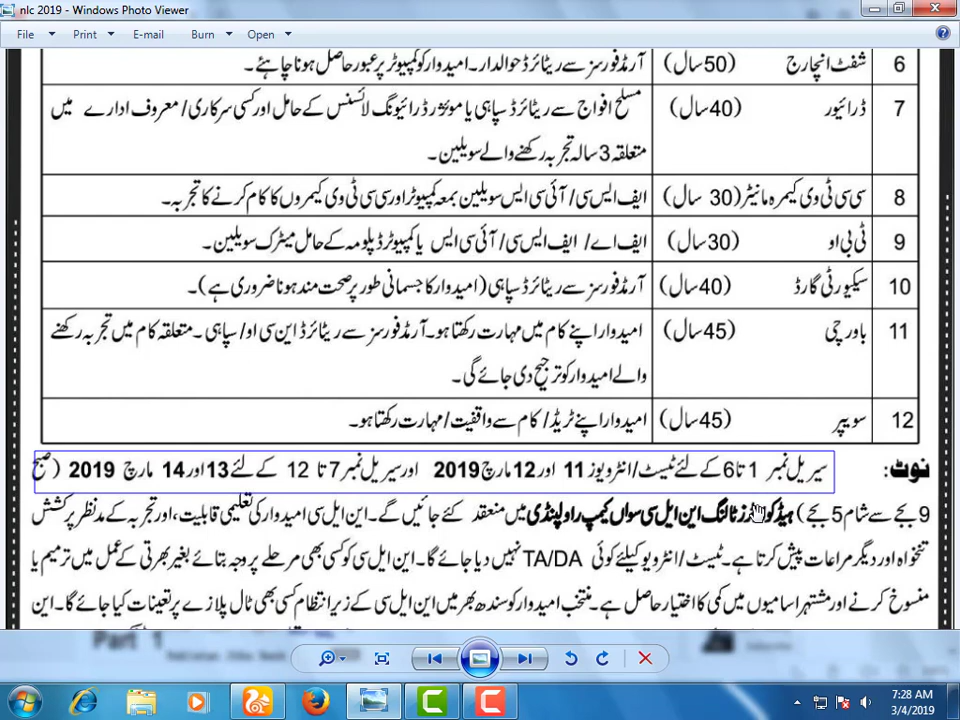 nlc 2019 - Windows Photo Viewer
File Print E-mail Burn Open
6 شفٹ انچارج (50سال) آرمڈ فورسز سے ریٹائرڈ حوالدار۔ امیدوار کو کمپیوٹر پر عبور حاصل ہونا چاہئے۔
7 ڈرائیور (40سال) مسلح افواج سے ریٹائرڈ سپاہی یا موٴثر ڈرائیونگ لائسنس کے حامل اور کسی سرکاری/ معروف ادارے میں
متعلقہ 3 سالہ تجربہ رکھنے والے سویلین۔
8 سی سی ٹی وی کیمرہ مانیٹر (30 سال) ایف ایس سی/ آئی سی ایس سویلین بمعہ کمپیوٹر اور سی سی ٹی وی کیمروں کا کام کرنے کا تجربہ۔
9 ٹی بی او (30سال) ایف اے/ ایف ایس سی/ آئی سی ایس یا کمپیوٹر ڈپلومہ کے حامل میٹرک سویلین۔
10 سیکیورٹی گارڈ (40سال) آرمڈ فورسز سے ریٹائرڈ سپاہی (امیدوار کا جسمانی طور پر صحت مند ہونا ضروری ہے)۔
11 باورچی (45سال) امیدوار اپنے کام میں مہارت رکھتا ہو۔ آرمڈ فورسز سے ریٹائرڈ این سی او/ سپاہی۔ متعلقہ کام میں تجربہ رکھنے
والے امیدوار کو ترجیح دی جائے گی۔
12 سویپر (45سال) امیدوار اپنے ٹریڈ/ کام سے واقفیت/ مہارت رکھتا ہو۔
نوٹ: سیریل نمبر 1 تا 6 کے لئے ٹیسٹ/ انٹرویوز 11 اور 12 مارچ 2019 اور سیریل نمبر 7 تا 12 کے لئے 13 اور 14 مارچ 2019 (صبح
9 بجے سے شام 5 بجے) ہیڈکوارٹرز ٹالنگ این ایل سی سواں کیمپ راولپنڈی میں منعقد کئے جائیں گے۔ این ایل سی امیدوار کی تعلیمی قابلیت، اور تجربہ کے مدنظر پرکشش
تنخواہ اور دیگر مراعات پیش کرتا ہے۔ ٹیسٹ/ انٹرویو کیلئے کوئی TA/DA نہیں دیا جائے گا۔ این ایل سی کو کسی بھی مرحلے پر وجہ بتائے بغیر بھرتی کے عمل میں ترمیم یا
منسوخ کرنے اور مشتہر اسامیوں میں کمی کا اختیار حاصل ہے۔ منتخب امیدوار کو سندھ بھر میں این ایل سی کے زیر انتظام کسی بھی ٹال پلازے پر تعینات کیا جائے گا۔ این
Part 1
7:28 AM
3/4/2019